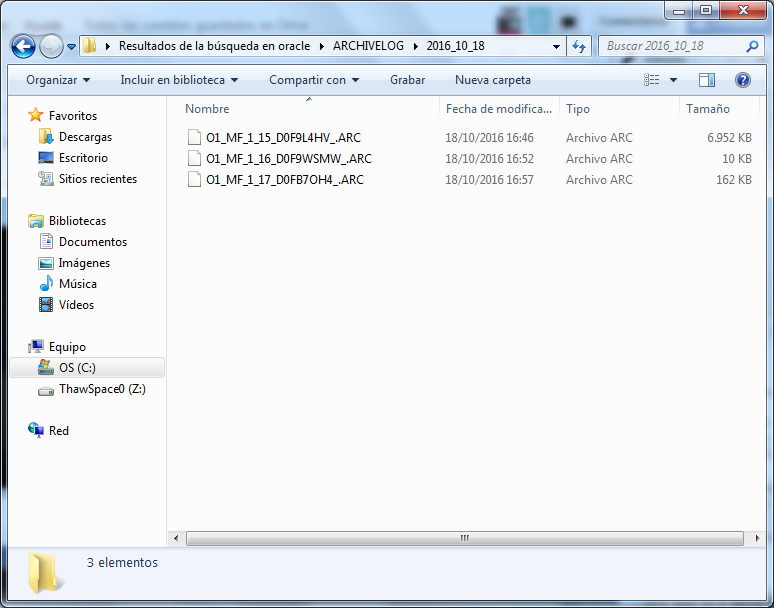 Resultados de la búsqueda en oracle ARCHIVELOG 2016_10_18
Buscar 2016_10_18
Organizar Incluir en biblioteca Compartir con Grabar Nueva carpeta
Nombre Fecha de modifica... Tipo Tamaño
O1_MF_1_15_D0F9L4HV_.ARC 18/10/2016 16:46 Archivo ARC 6.952 KB
O1_MF_1_16_D0F9WSMW_.ARC 18/10/2016 16:52 Archivo ARC 10 KB
O1_MF_1_17_D0FB7OH4_.ARC 18/10/2016 16:57 Archivo ARC 162 KB
Favoritos
Descargas
Escritorio
Sitios recientes
Bibliotecas
Documentos
Imágenes
Música
Vídeos
Equipo
OS (C:)
ThawSpace0 (Z:)
Red
3 elementos